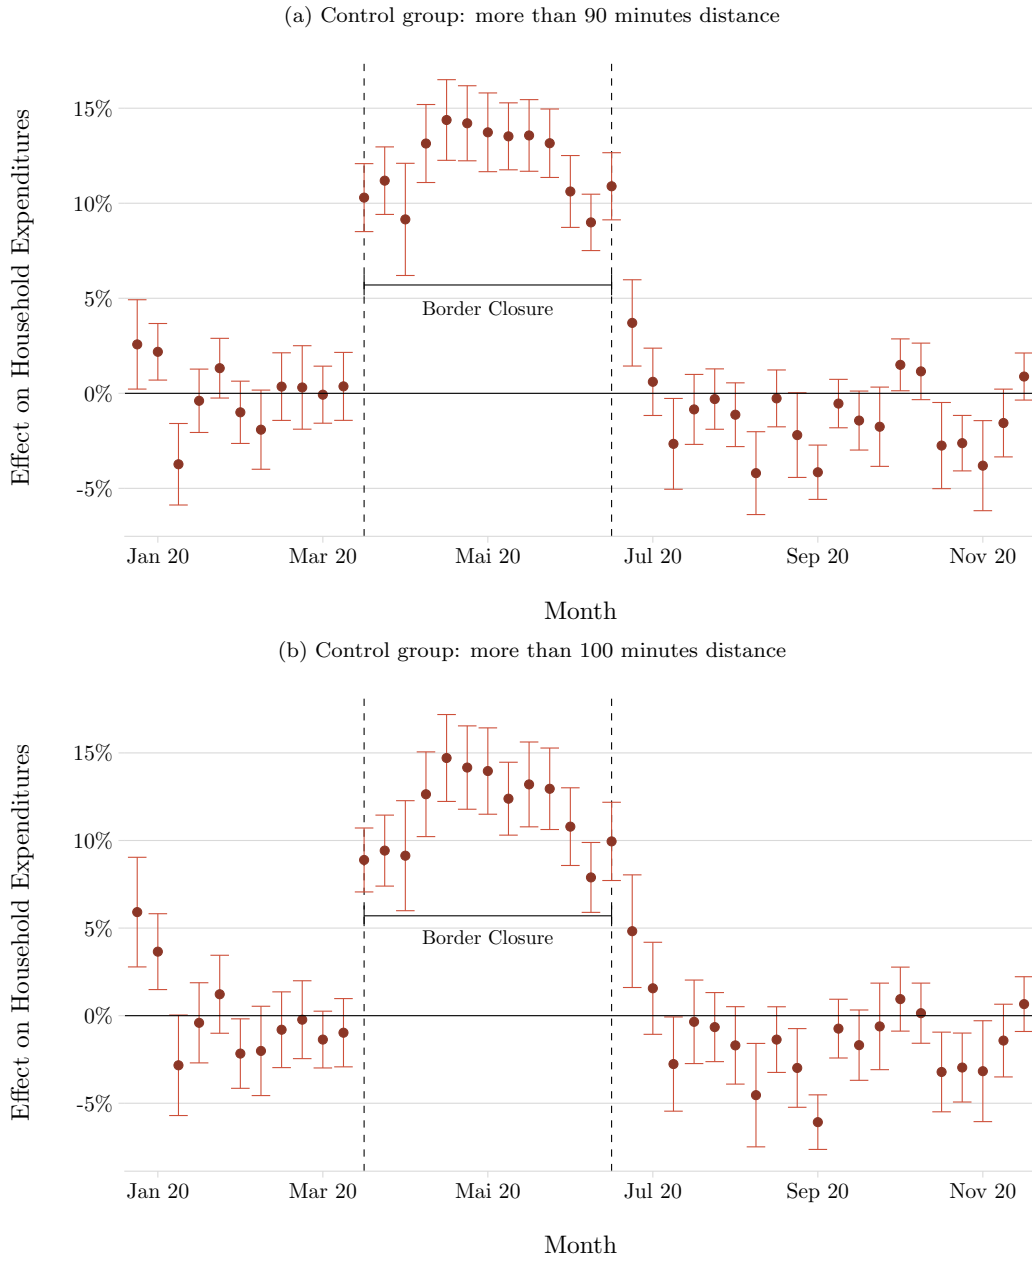 (a) Control group: more than 90 minutes distance
Effect on Household Expenditures
15%
10%
5%
0%
-5%
Border Closure
Jan 20 Mar 20 Mai 20 Jul 20 Sep 20 Nov 20
Month
(b) Control group: more than 100 minutes distance
Effect on Household Expenditures
15%
10%
5%
0%
-5%
Border Closure
Jan 20 Mar 20 Mai 20 Jul 20 Sep 20 Nov 20
Month